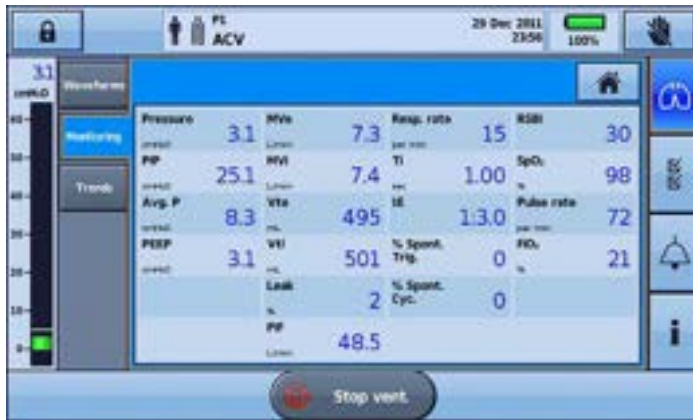 P1
ACV
29 Dec 2011
23:56
100%
3.1
cmH₂O
Waveforms
Monitoring
Trends
Pressure
cmH₂O
3.1
MVe
L/min
7.3
Resp. rate
per min
15
RSBI
30
PIP
cmH₂O
25.1
MVi
L/min
7.4
Ti
sec
1.00
SpO₂
%
98
Avg. P
cmH₂O
8.3
Vte
mL
495
I:E
1:3.0
Pulse rate
per min
72
PEEP
cmH₂O
3.1
Vti
mL
501
% Spont.
Trig.
0
FiO₂
%
21
Leak
%
2
% Spont.
Cyc.
0
PIF
L/min
48.5
60
50
40
30
20
10
0
Stop vent.